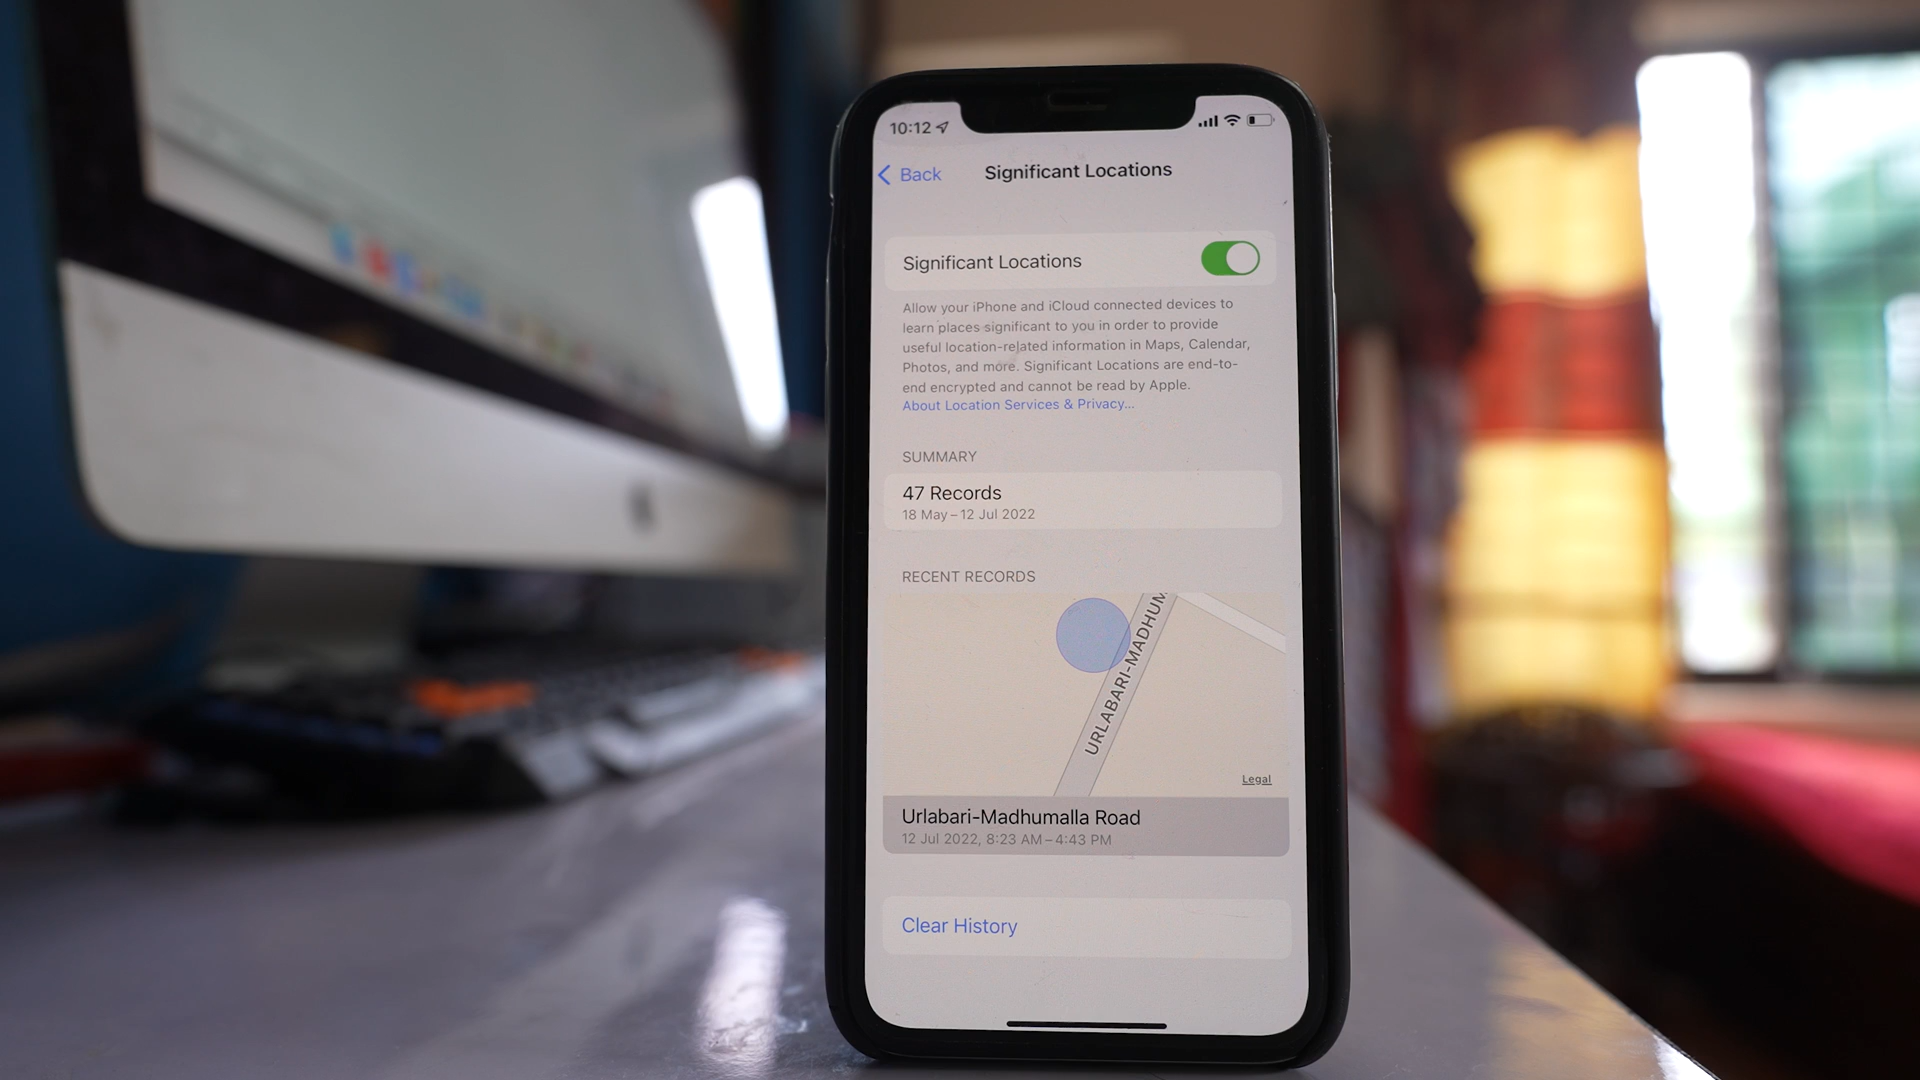 10:12
Back
Significant Locations
Significant Locations
Allow your iPhone and iCloud connected devices to
learn places significant to you in order to provide
useful location-related information in Maps, Calendar,
Photos, and more. Significant Locations are end-to-
end encrypted and cannot be read by Apple.
About Location Services & Privacy...
SUMMARY
47 Records
18 May – 12 Jul 2022
RECENT RECORDS
URLABARI-MADHUM
Legal
Urlabari-Madhumalla Road
12 Jul 2022, 8:23 AM – 4:43 PM
Clear History